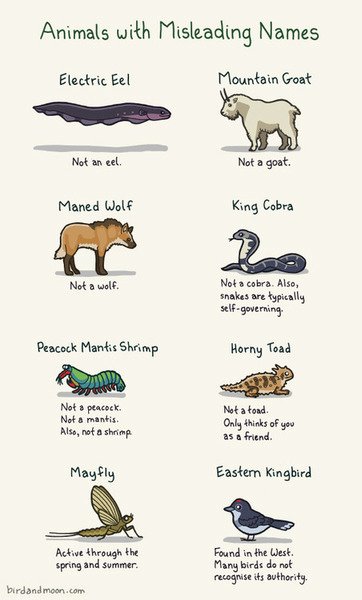 Animals with Misleading Names
Electric Eel
Not an eel.
Mountain Goat
Not a goat.
Maned Wolf
Not a wolf.
King Cobra
Not a cobra. Also,
snakes are typically
self-governing.
Peacock Mantis Shrimp
Not a peacock.
Not a mantis.
Also, not a shrimp.
Horny Toad
Not a toad.
Only thinks of you
as a friend.
Mayfly
Active through the
spring and summer.
Eastern Kingbird
Found in the West.
Many birds do not
recognise its authority.
birdandmoon.com